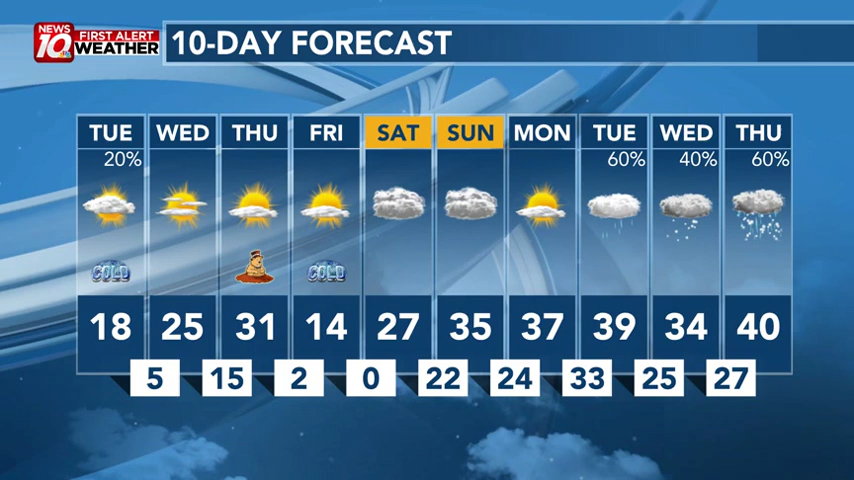 NEWS
10
NBC
FIRST ALERT
WEATHER
10-DAY FORECAST
TUE WED THU FRI SAT SUN MON TUE WED THU
20% 60% 40% 60%
COLD COLD
18 25 31 14 27 35 37 39 34 40
5 15 2 0 22 24 33 25 27